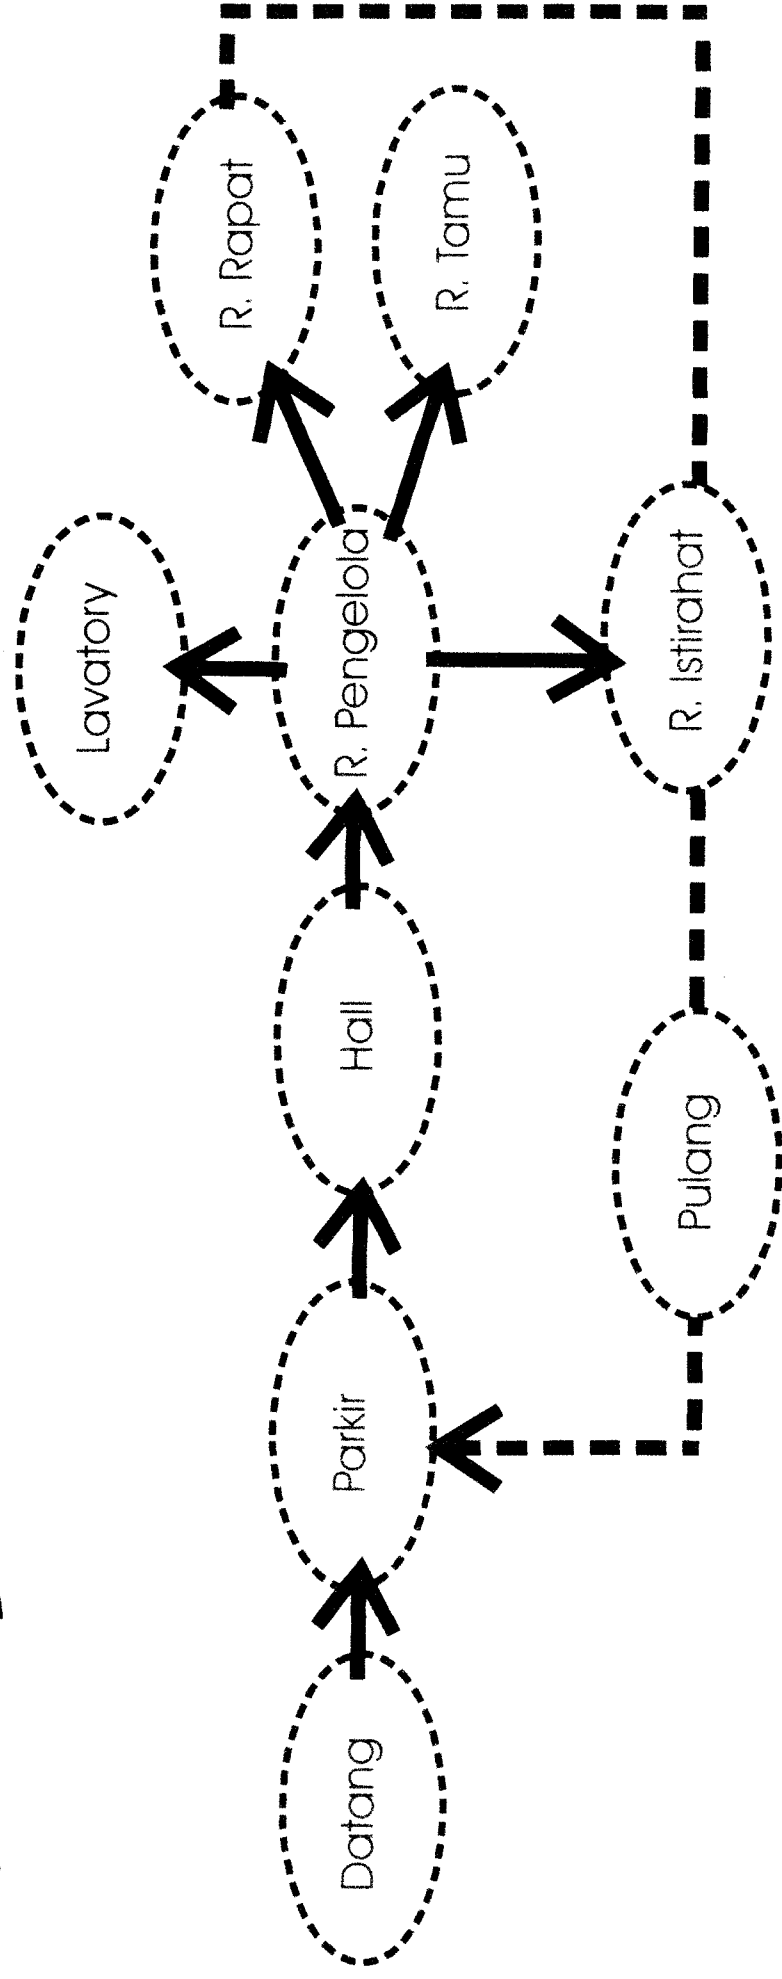 Datang
Parkir
Hall
R. Pengelola
Lavatory
R. Rapat
R. Tamu
R. Istirahat
Pulang